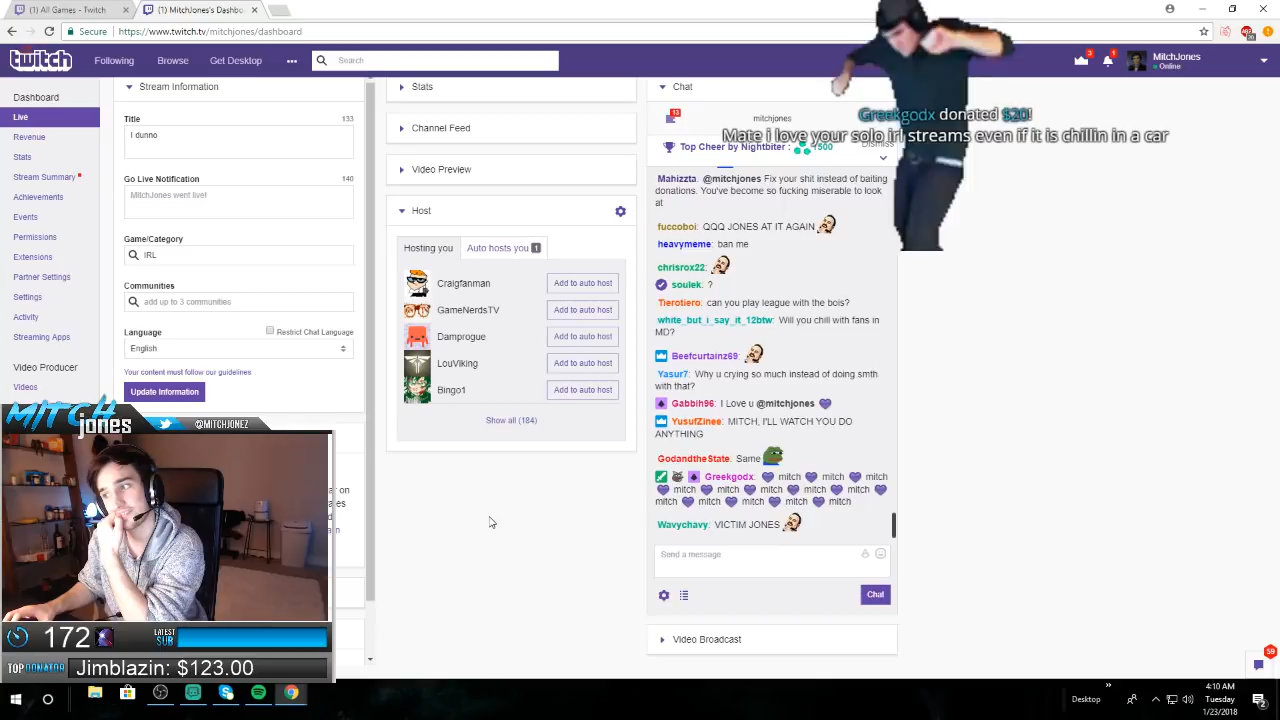 (1) All Games - Twitch
(1) MitchJones's Dashbo
Secure
https://www.twitch.tv/mitchjones/dashboard
twitch
Following
Browse
Get Desktop
Search
3
1
MitchJones
Online
Dashboard
Live
Revenue
Stats
Stream Summary
Achievements
Events
Permissions
Extensions
Partner Settings
Settings
Activity
Streaming Apps
Video Producer
Videos
Stream Information
Title
133
I dunno
Go Live Notification
140
MitchJones went live!
Game/Category
IRL
Communities
add up to 3 communities
Language
Restrict Chat Language
English
Your content must follow our guidelines
Update Information
Stats
Channel Feed
Video Preview
Host
Hosting you
Auto hosts you 1
Craigfanman
Add to auto host
GameNerdsTV
Add to auto host
Damprogue
Add to auto host
LouViking
Add to auto host
Bingo1
Add to auto host
Show all (184)
Chat
13
mitchjones
Greekgodx donated $20!
Mate i love your solo irl streams even if it is chillin in a car
Top Cheer by Nightbiter : 1500
Dismiss
Mahizzta: @mitchjones Fix your shit instead of baiting
donations. You've become so fucking miserable to look
at
fuccoboi: QQQ JONES AT IT AGAIN
heavymeme: ban me
chrisrox22:
soulek: ?
Tierotiero: can you play league with the bois?
white_but_i_say_it_12btw: Will you chill with fans in
MD?
Beefcurtainz69:
Yasur7: Why u crying so much instead of doing smth
with that?
Gabbih96: I Love u @mitchjones
YusufZinee: MITCH, I'LL WATCH YOU DO
ANYTHING
GodandtheState: Same
Greekgodx: mitch mitch mitch
mitch mitch mitch mitch mitch
mitch mitch mitch mitch mitch
Wavychavy: VICTIM JONES
Send a message
Chat
Video Broadcast
MITCH
jones
@MITCHJONEZ
172
LATEST
SUB
TOP DONATOR
Jimblazin: $123.00
59
Desktop
4:10 AM
Tuesday
1/23/2018
2